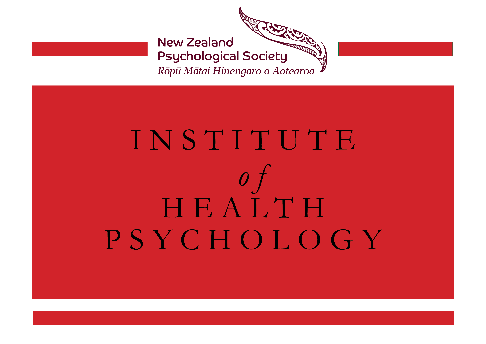 New Zealand
Psychological Society
Rōpū Mātai Hinengaro o Aotearoa
INSTITUTE
of
HEALTH
PSYCHOLOGY